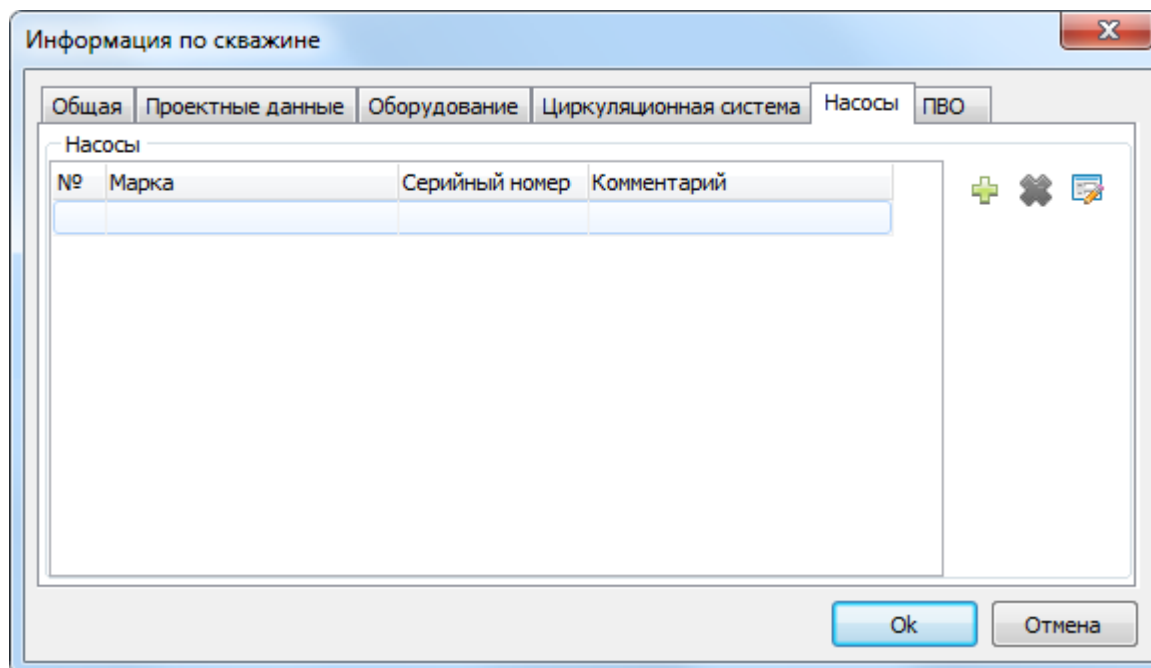 Информация по скважине
Общая Проектные данные Оборудование Циркуляционная система Насосы ПВО
Насосы
№ Марка Серийный номер Комментарий
Ok Отмена